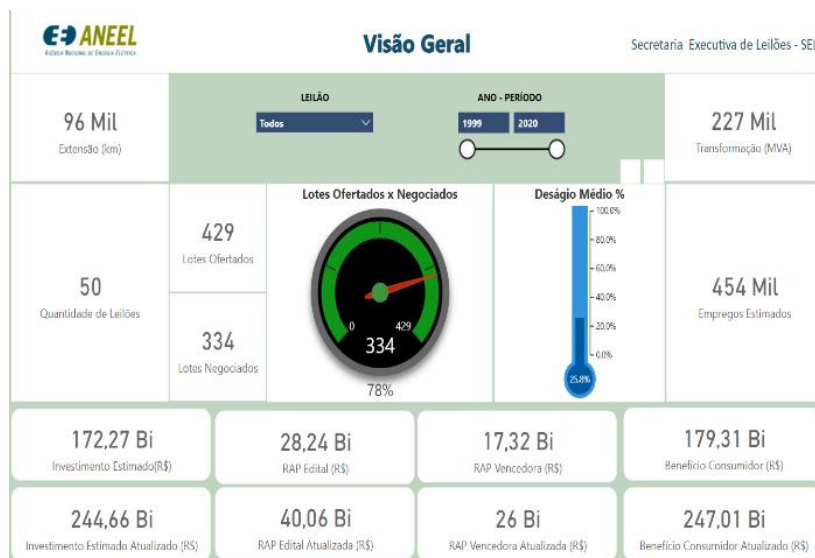 ANEEL
AGÊNCIA NACIONAL DE ENERGIA ELÉTRICA
Visão Geral
Secretaria Executiva de Leilões - SEL
96 Mil
Extensão (km)
LEILÃO
Todos
ANO - PERÍODO
1999 2020
227 Mil
Transformação (MVA)
50
Quantidade de Leilões
429
Lotes Ofertados
334
Lotes Negociados
Lotes Ofertados x Negociados
0 429
334
78%
Deságio Médio %
100.0%
80.0%
60.0%
40.0%
20.0%
0.0%
25.8%
454 Mil
Empregos Estimados
172,27 Bi
Investimento Estimado(R$)
28,24 Bi
RAP Edital (R$)
17,32 Bi
RAP Vencedora (R$)
179,31 Bi
Benefício Consumidor (R$)
244,66 Bi
Investimento Estimado Atualizado (R$)
40,06 Bi
RAP Edital Atualizada (R$)
26 Bi
RAP Vencedora Atualizada (R$)
247,01 Bi
Benefício Consumidor Atualizado (R$)